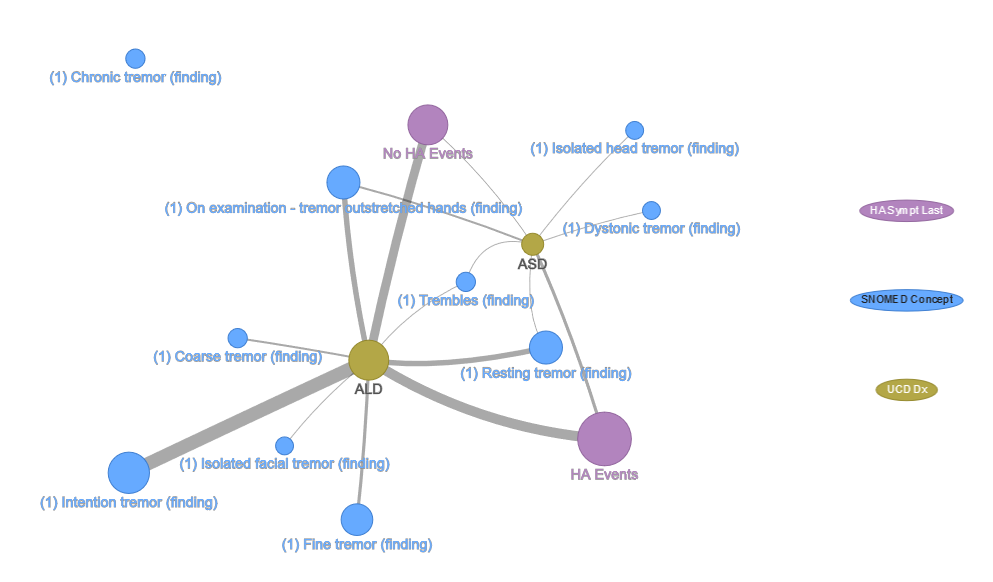 (1) Chronic tremor (finding)
No HA Events
(1) Isolated head tremor (finding)
(1) On examination - tremor outstretched hands (finding)
HA Sympt Last
(1) Dystonic tremor (finding)
ASD
(1) Trembles (finding)
SNOMED Concept
(1) Coarse tremor (finding)
(1) Resting tremor (finding)
ALD
UCD Dx
(1) Isolated facial tremor (finding)
HA Events
(1) Intention tremor (finding)
(1) Fine tremor (finding)